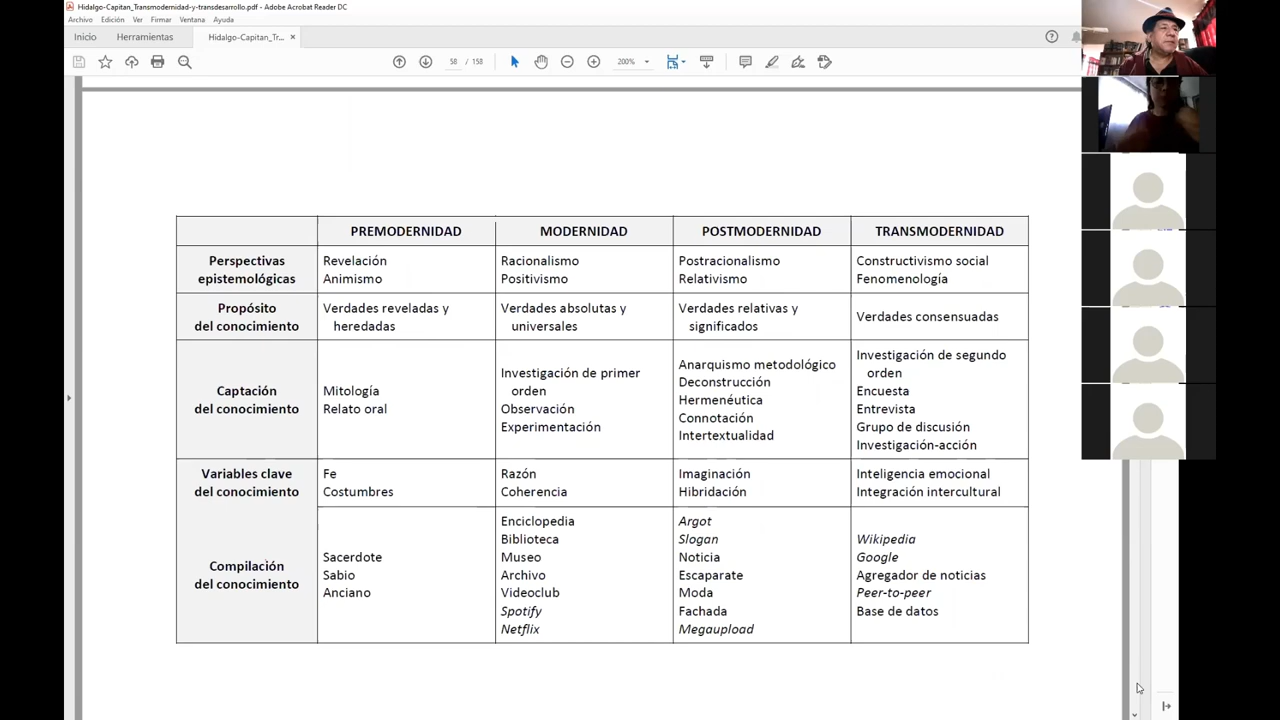 Hidalgo-Capitan_Transmodernidad-y-transdesarrollo.pdf - Adobe Acrobat Reader DC
Archivo Edición Ver Firmar Ventana Ayuda
Inicio Herramientas Hidalgo-Capitan_Tr... ×
58 / 158 200%
PREMODERNIDAD MODERNIDAD POSTMODERNIDAD TRANSMODERNIDAD
Perspectivas
epistemológicas
Revelación
Animismo
Racionalismo
Positivismo
Postracionalismo
Relativismo
Constructivismo social
Fenomenología
Propósito
del conocimiento
Verdades reveladas y
heredadas
Verdades absolutas y
universales
Verdades relativas y
significados
Verdades consensuadas
Captación
del conocimiento
Mitología
Relato oral
Investigación de primer
orden
Observación
Experimentación
Anarquismo metodológico
Deconstrucción
Hermenéutica
Connotación
Intertextualidad
Investigación de segundo
orden
Encuesta
Entrevista
Grupo de discusión
Investigación-acción
Variables clave
del conocimiento
Fe
Costumbres
Razón
Coherencia
Imaginación
Hibridación
Inteligencia emocional
Integración intercultural
Compilación
del conocimiento
Sacerdote
Sabio
Anciano
Enciclopedia
Biblioteca
Museo
Archivo
Videoclub
Spotify
Netflix
Argot
Slogan
Noticia
Escaparate
Moda
Fachada
Megaupload
Wikipedia
Google
Agregador de noticias
Peer-to-peer
Base de datos